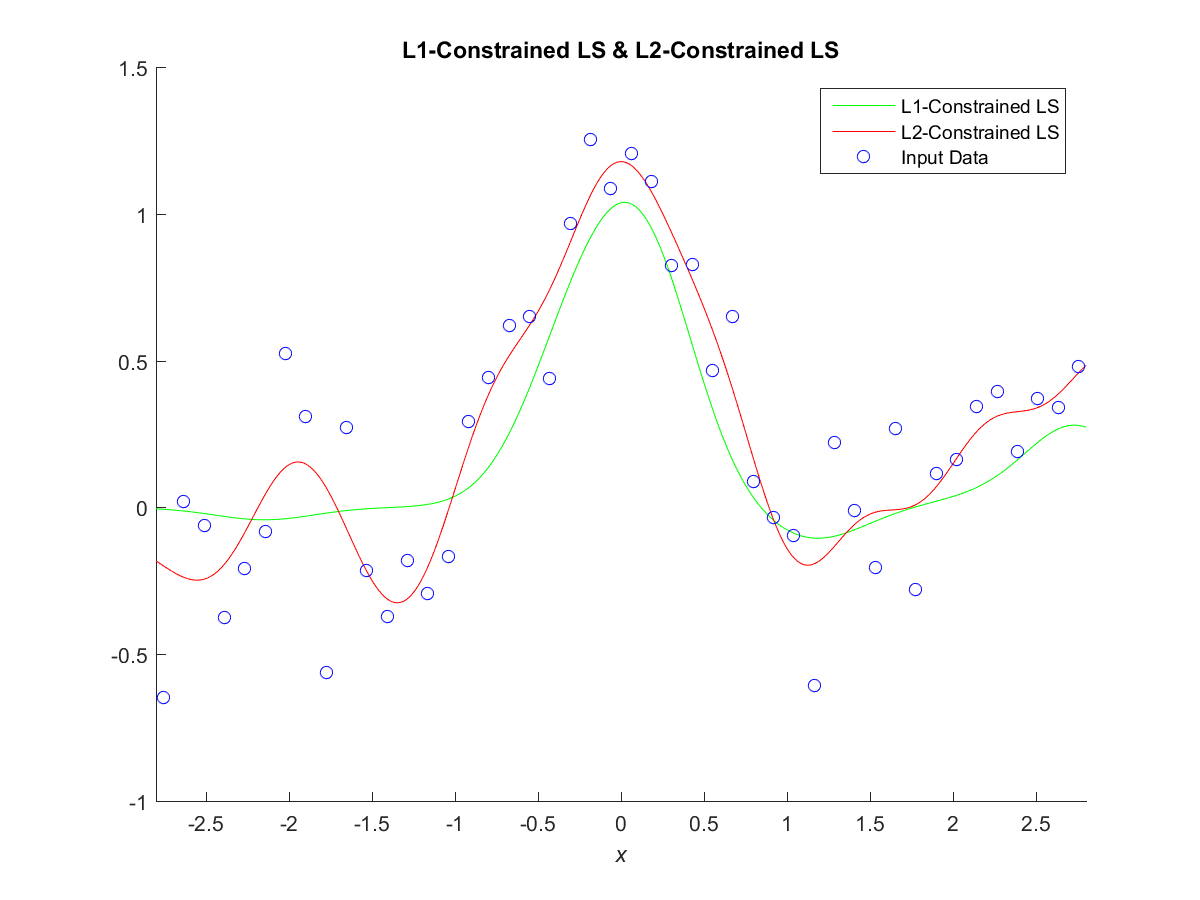 L1-Constrained LS & L2-Constrained LS
1.5
1
0.5
0
-0.5
-1
L1-Constrained LS
L2-Constrained LS
Input Data
-2.5 -2 -1.5 -1 -0.5 0 0.5 1 1.5 2 2.5
x